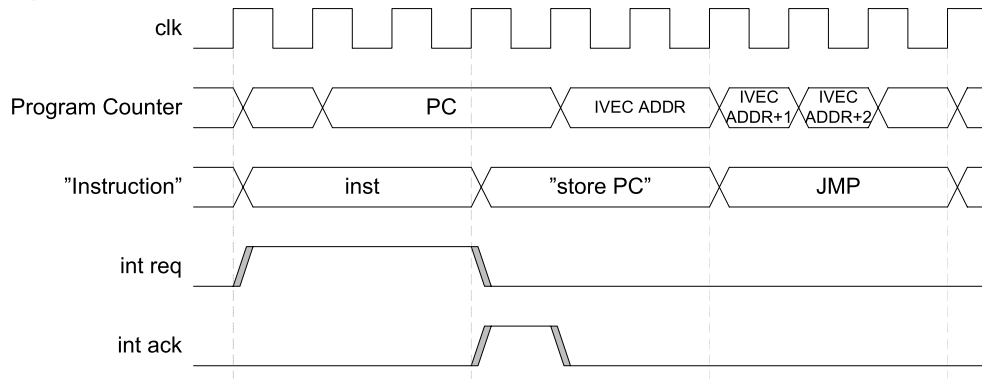 clk
Program Counter
PC
IVEC ADDR
IVEC
ADDR+1
IVEC
ADDR+2
”Instruction”
inst
”store PC”
JMP
int req
int ack